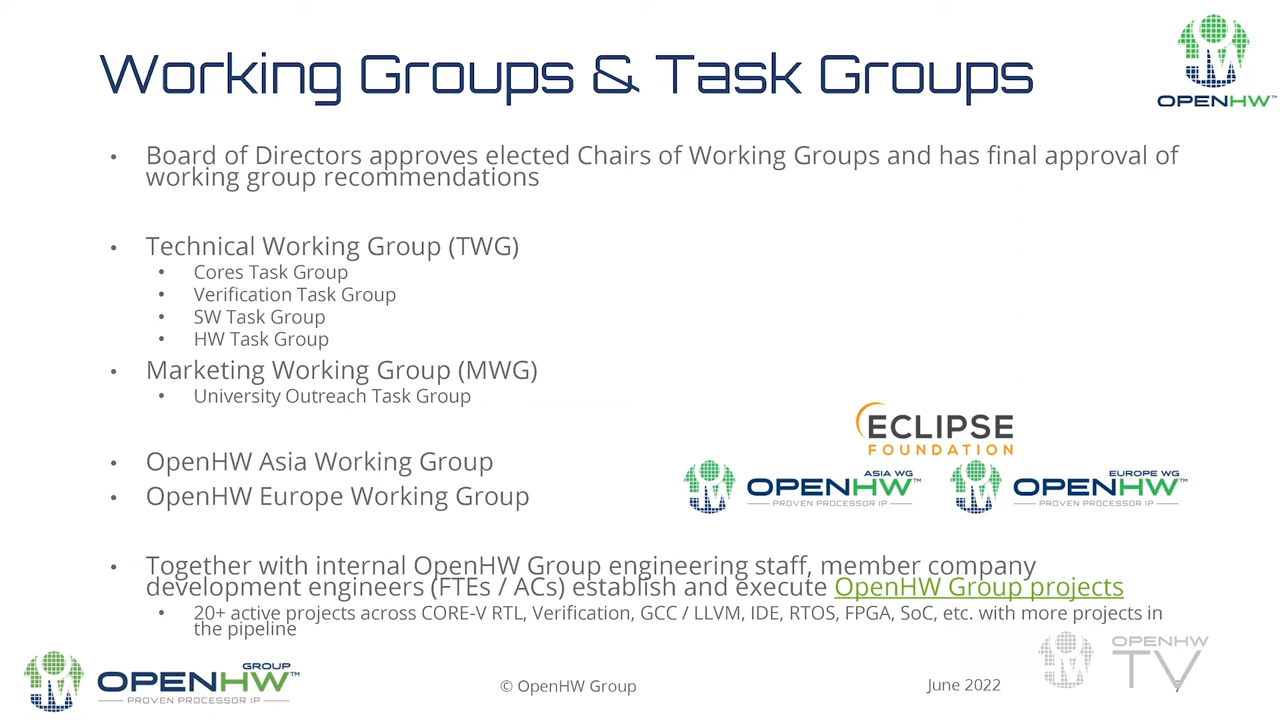 Working Groups & Task Groups
OPENHW™
• Board of Directors approves elected Chairs of Working Groups and has final approval of
working group recommendations
• Technical Working Group (TWG)
• Cores Task Group
• Verification Task Group
• SW Task Group
• HW Task Group
• Marketing Working Group (MWG)
• University Outreach Task Group
ECLIPSE
FOUNDATION
• OpenHW Asia Working Group
• OpenHW Europe Working Group
ASIA WG
OPENHW™
PROVEN PROCESSOR IP
EUROPE WG
OPENHW™
PROVEN PROCESSOR IP
• Together with internal OpenHW Group engineering staff, member company
development engineers (FTEs / ACs) establish and execute OpenHW Group projects
• 20+ active projects across CORE-V RTL, Verification, GCC / LLVM, IDE, RTOS, FPGA, SoC, etc. with more projects in
the pipeline
GROUP
OPENHW™
PROVEN PROCESSOR IP
© OpenHW Group
June 2022
OPENHW
TV